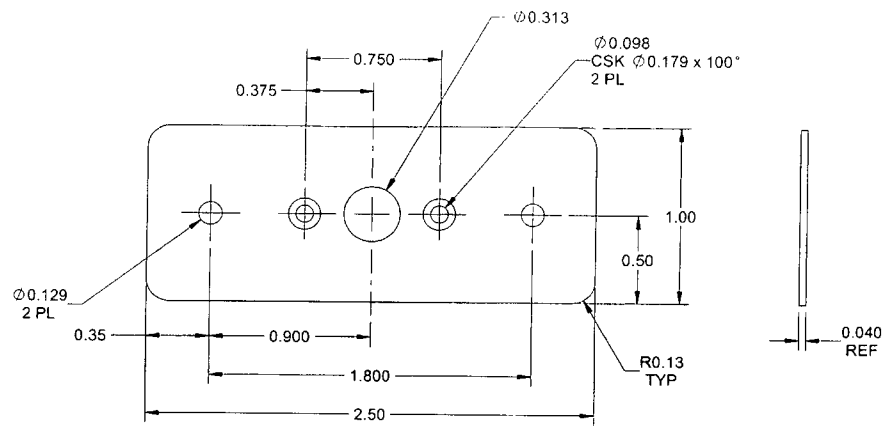 Ø0.313
Ø0.098
CSK Ø0.179 x 100°
2 PL
0.750
0.375
1.00
0.50
Ø0.129
2 PL
0.35
0.900
0.040
REF
R0.13
TYP
1.800
2.50